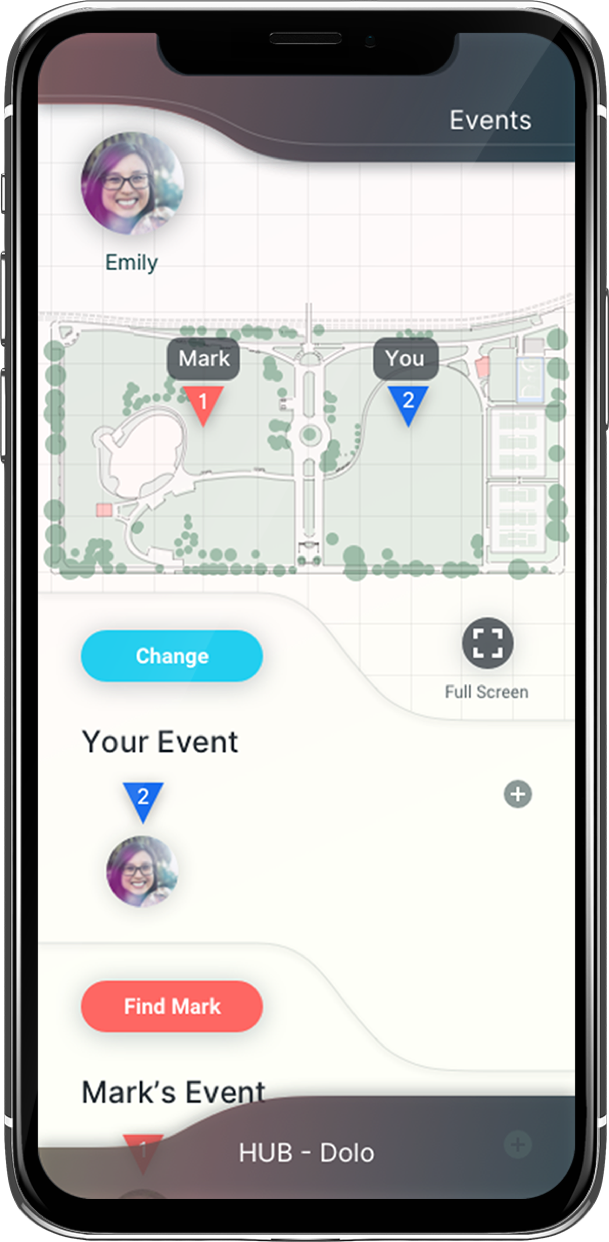 Events
Emily
Mark
You
1
2
Change
Full Screen
Your Event
2
Find Mark
Mark's Event
1
HUB - Dolo